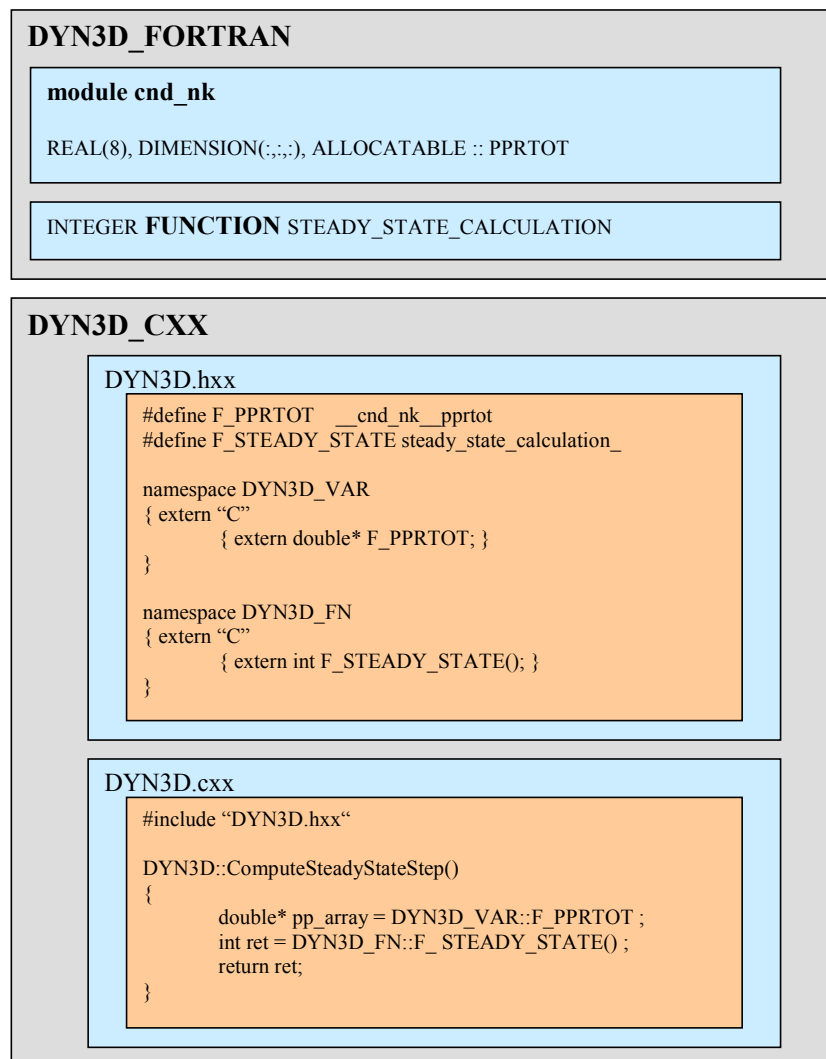 DYN3D_FORTRAN
module cnd_nk
REAL(8), DIMENSION(:,:,:), ALLOCATABLE :: PPRTOT
INTEGER FUNCTION STEADY_STATE_CALCULATION
DYN3D_CXX
DYN3D.hxx
#define F_PPRTOT __cnd_nk__pprtot
#define F_STEADY_STATE steady_state_calculation_
namespace DYN3D_VAR
{ extern “C”
{ extern double* F_PPRTOT; }
}
namespace DYN3D_FN
{ extern “C”
{ extern int F_STEADY_STATE(); }
}
DYN3D.cxx
#include “DYN3D.hxx“
DYN3D::ComputeSteadyStateStep()
{
double* pp_array = DYN3D_VAR::F_PPRTOT ;
int ret = DYN3D_FN::F_ STEADY_STATE() ;
return ret;
}